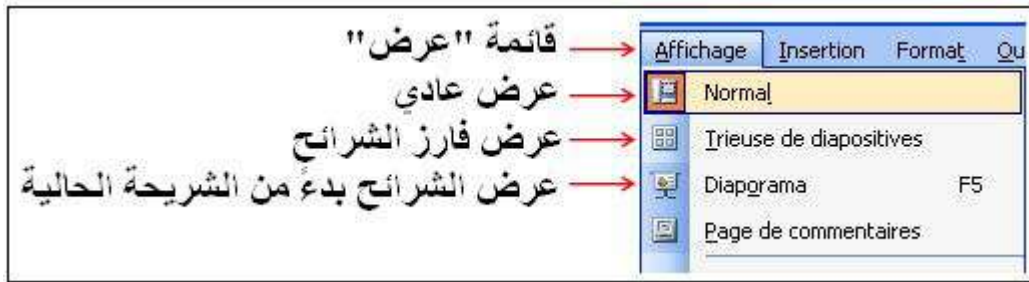 قائمة "عرض"
Affichage Insertion Format Ou
عرض عادي
Normal
عرض فارز الشرائح
Trieuse de diapositives
عرض الشرائح بدءً من الشريحة الحالية
Diaporama F5
Page de commentaires